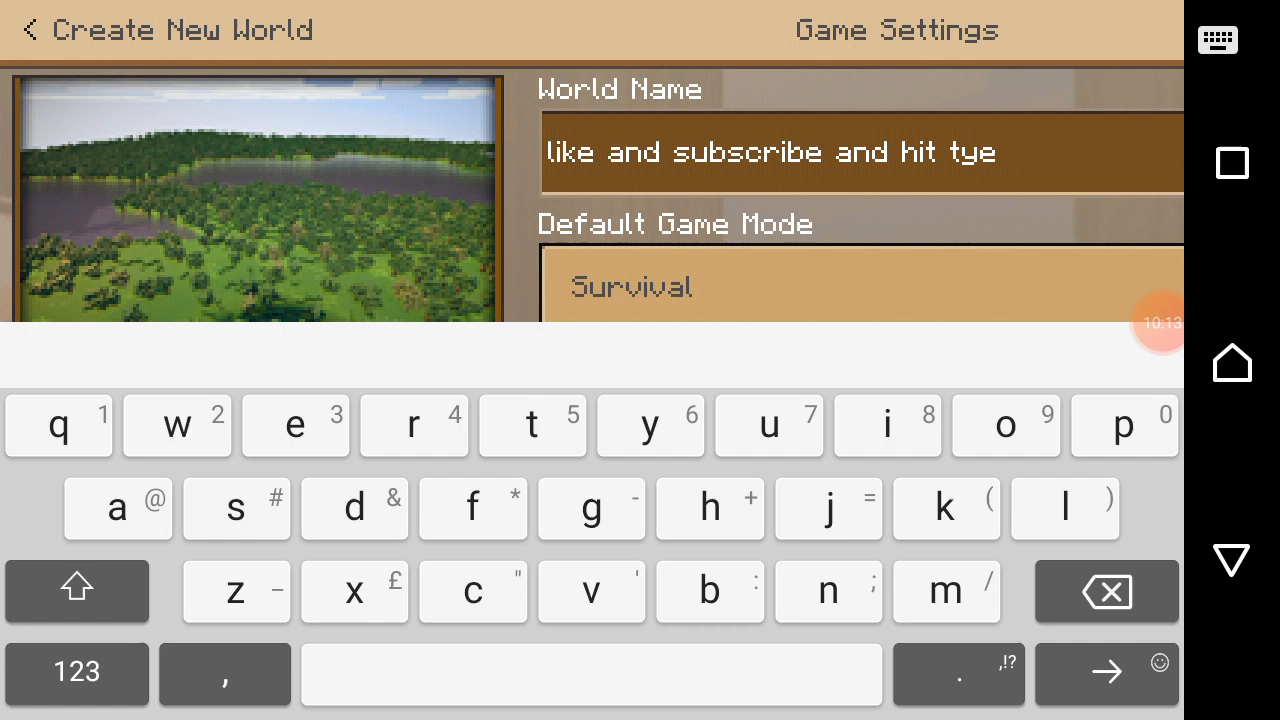 Create New World
Game Settings
World Name
like and subscribe and hit tye
Default Game Mode
Survival
10:13
q 1 w 2 e 3 r 4 t 5 y 6 u 7 i 8 o 9 p 0
a @ s # d & f * g - h + j = k ( l )
z _ x £ c " v ' b : n ; m /
123 , . ,!?